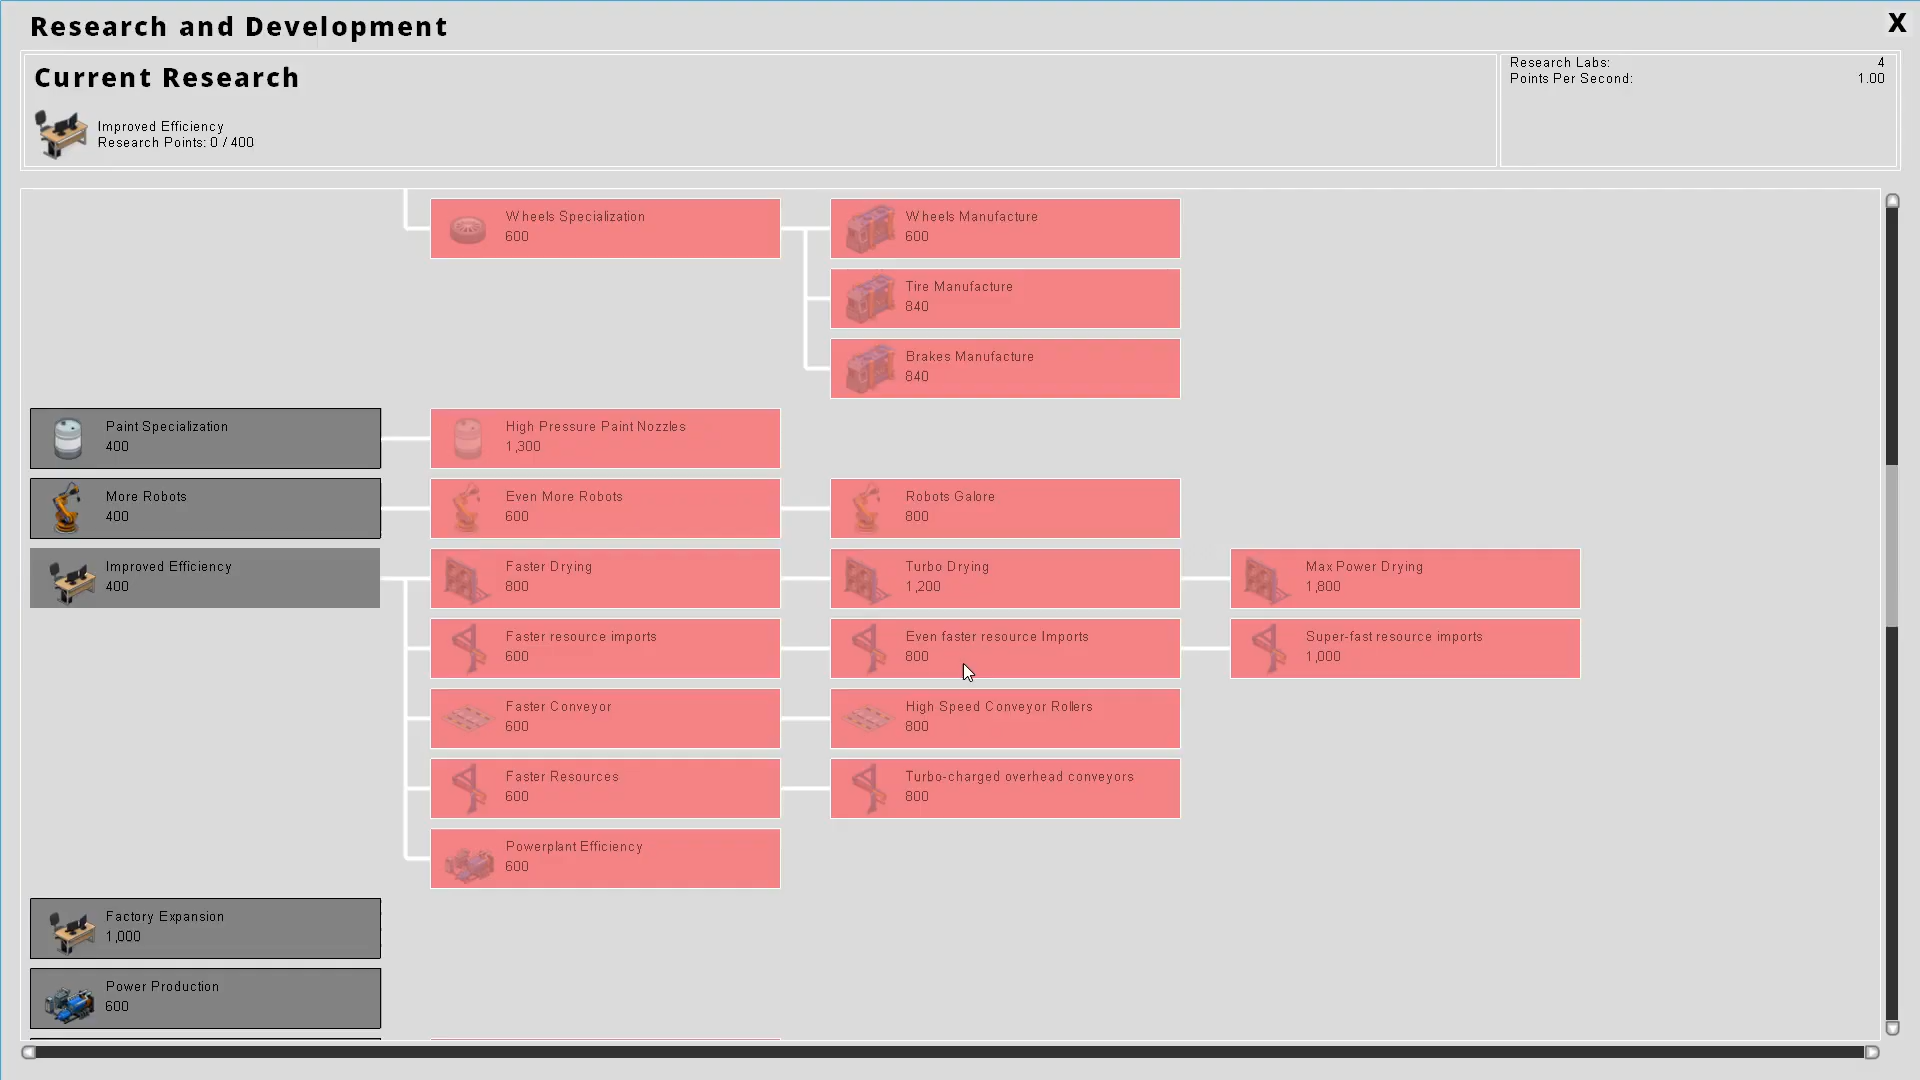 Research and Development
X
Current Research
Improved Efficiency
Research Points: 0 / 400
Research Labs: 4
Points Per Second: 1.00
Wheels Specialization
600
Wheels Manufacture
600
Tire Manufacture
840
Brakes Manufacture
840
Paint Specialization
400
High Pressure Paint Nozzles
1,300
More Robots
400
Even More Robots
600
Robots Galore
800
Improved Efficiency
400
Faster Drying
800
Turbo Drying
1,200
Max Power Drying
1,800
Faster resource imports
600
Even faster resource Imports
800
Super-fast resource imports
1,000
Faster Conveyor
600
High Speed Conveyor Rollers
800
Faster Resources
600
Turbo-charged overhead conveyors
800
Powerplant Efficiency
600
Factory Expansion
1,000
Power Production
600